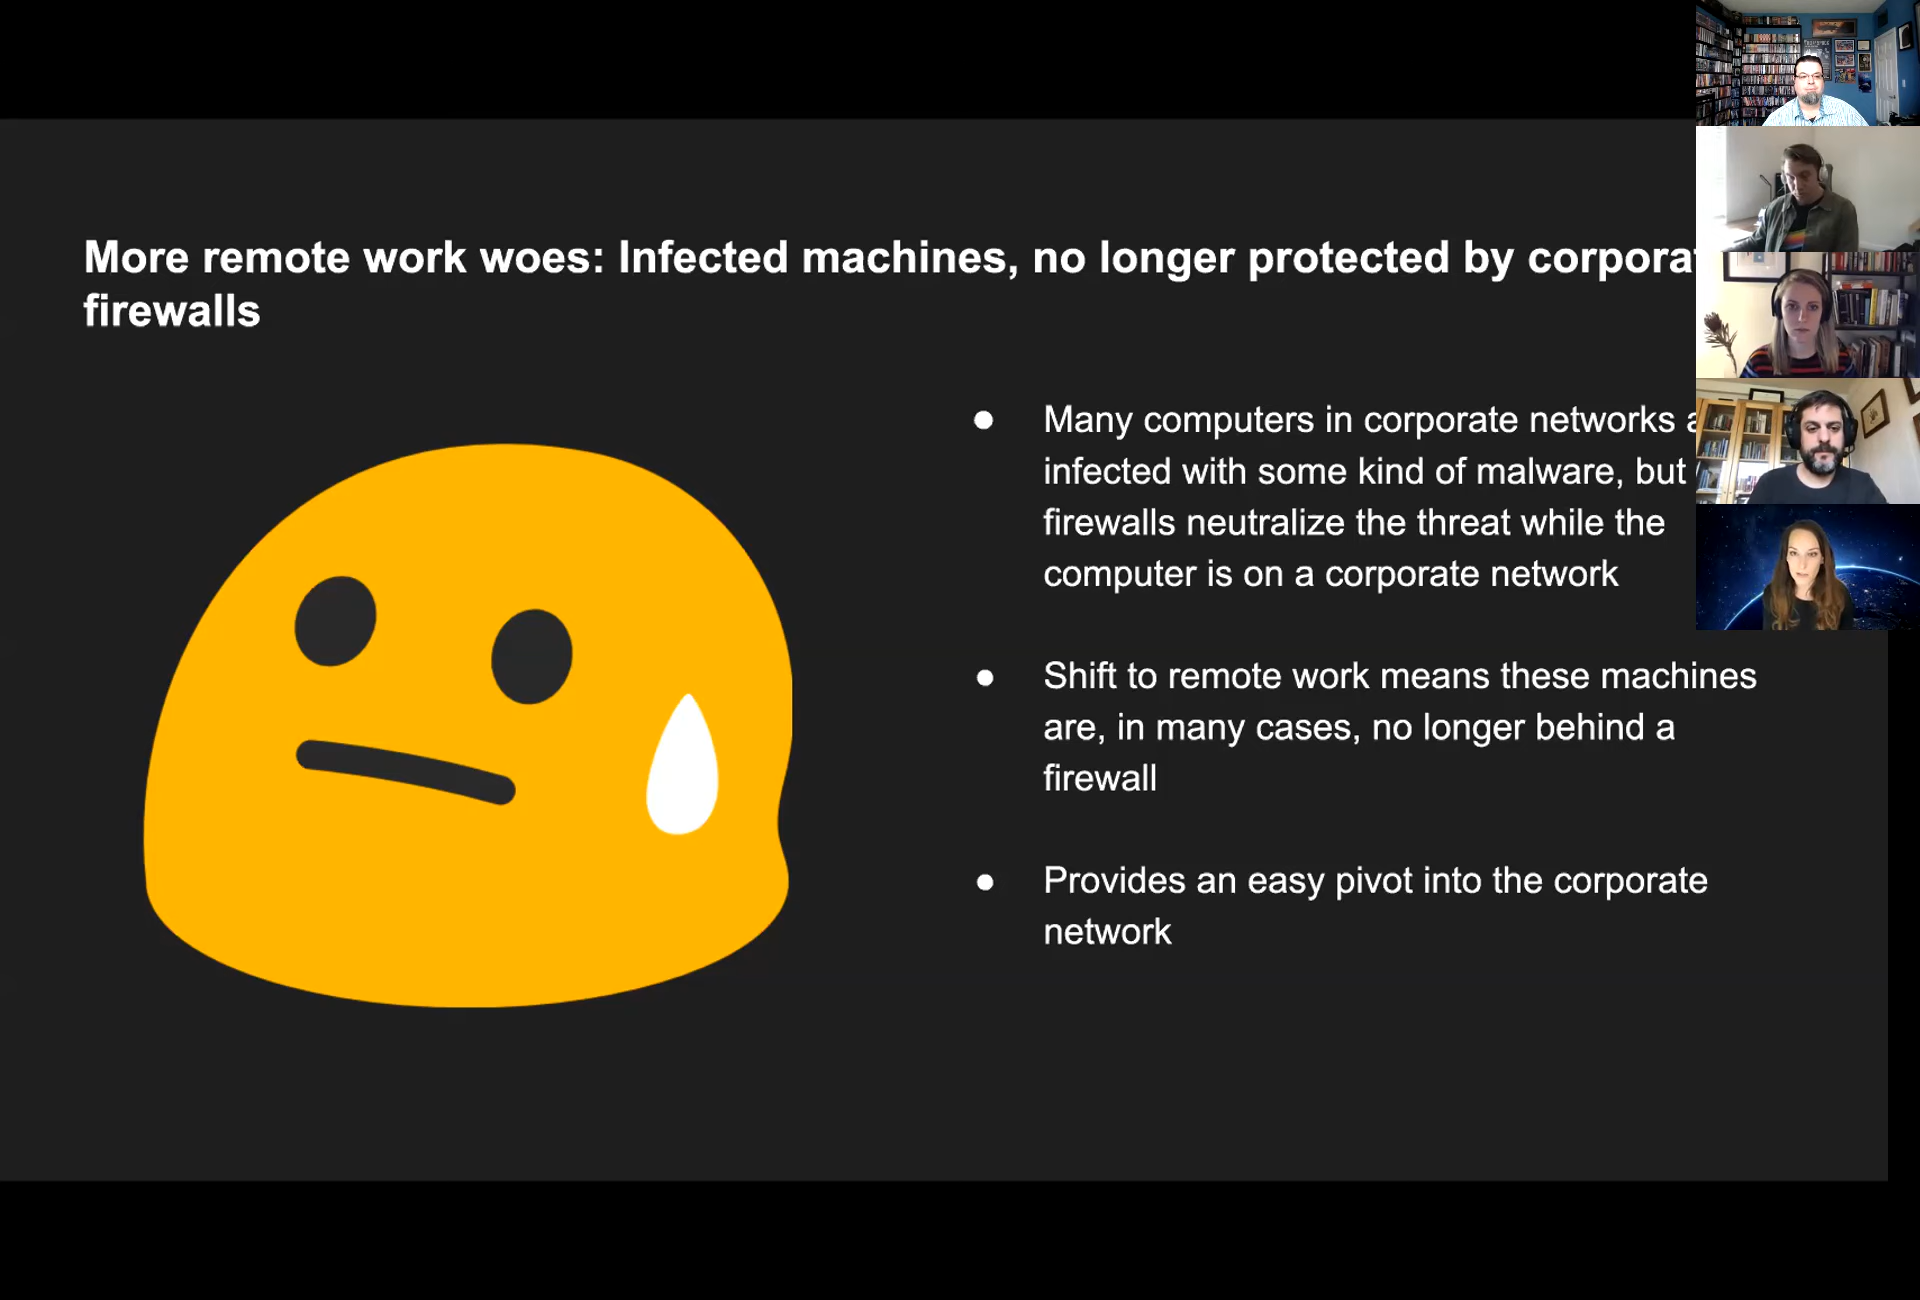 More remote work woes: Infected machines, no longer protected by
firewalls
Many computers in corporate networks
infected with some kind of malware, but
firewalls neutralize the threat while the
computer is on a corporate network
Shift to remote work means these machines
are, in many cases, no longer behind a
firewall
Provides an easy pivot into the corporate
network